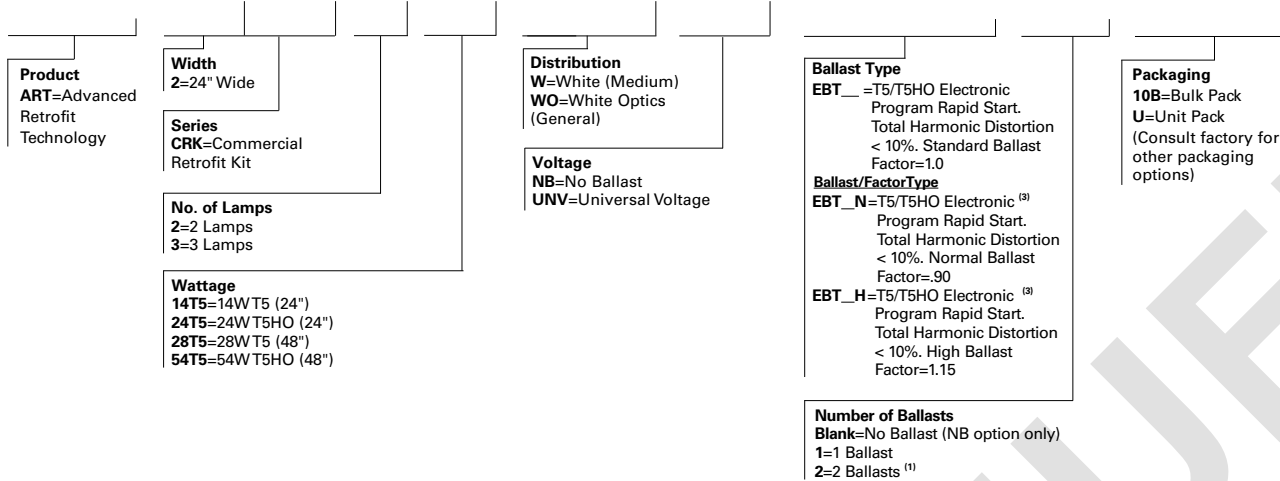 Product
ART=Advanced
Retrofit
Technology
Width
2=24" Wide
Series
CRK=Commercial
Retrofit Kit
No. of Lamps
2=2 Lamps
3=3 Lamps
Wattage
14T5=14W T5 (24")
24T5=24W T5HO (24")
28T5=28W T5 (48")
54T5=54W T5HO (48")
Distribution
W=White (Medium)
WO=White Optics
(General)
Voltage
NB=No Ballast
UNV=Universal Voltage
Ballast Type
EBT__ =T5/T5HO Electronic
Program Rapid Start.
Total Harmonic Distortion
< 10%. Standard Ballast
Factor=1.0
Ballast/FactorType
EBT__N=T5/T5HO Electronic (3)
Program Rapid Start.
Total Harmonic Distortion
< 10%. Normal Ballast
Factor=.90
EBT__H=T5/T5HO Electronic (3)
Program Rapid Start.
Total Harmonic Distortion
< 10%. High Ballast
Factor=1.15
Number of Ballasts
Blank=No Ballast (NB option only)
1=1 Ballast
2=2 Ballasts (1)
Packaging
10B=Bulk Pack
U=Unit Pack
(Consult factory for
other packaging
options)